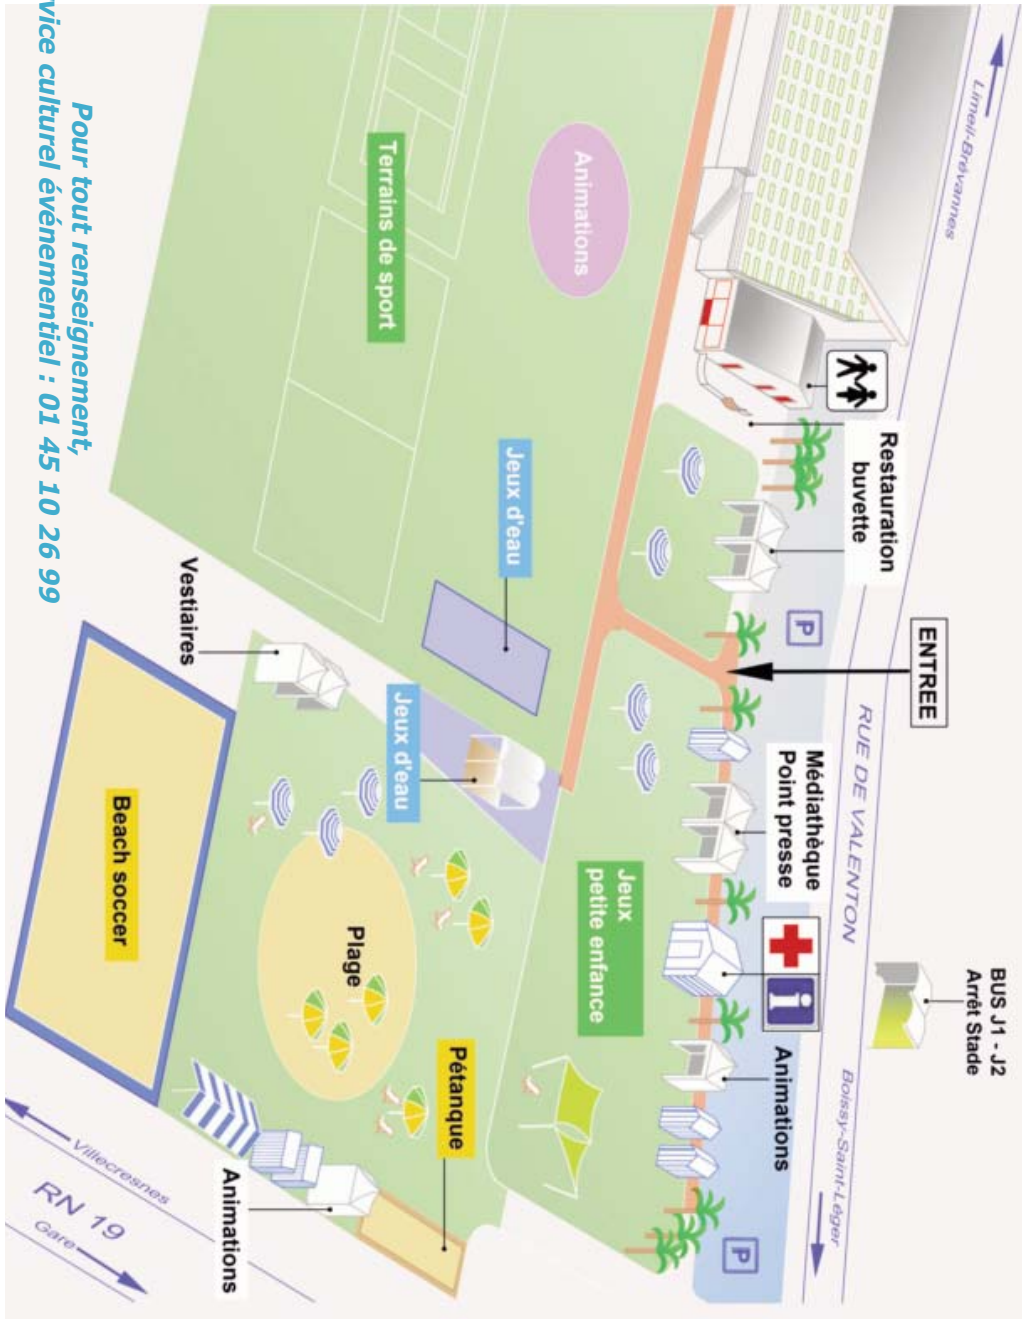 Limeil-Brévannes
Restauration
buvette
P
ENTREE
RUE DE VALENTON
Médiathèque
Point presse
BUS J1 - J2
Arrêt Stade
i
Animations
Boissy-Saint-Léger
P
Animations
Terrains de sport
Jeux d'eau
Jeux d'eau
Jeux
petite enfance
Vestiaires
Plage
Beach soccer
Pétanque
Animations
Villecresnes
RN 19
Gare
Pour tout renseignement,
vice culturel événementiel : 01 45 10 26 99